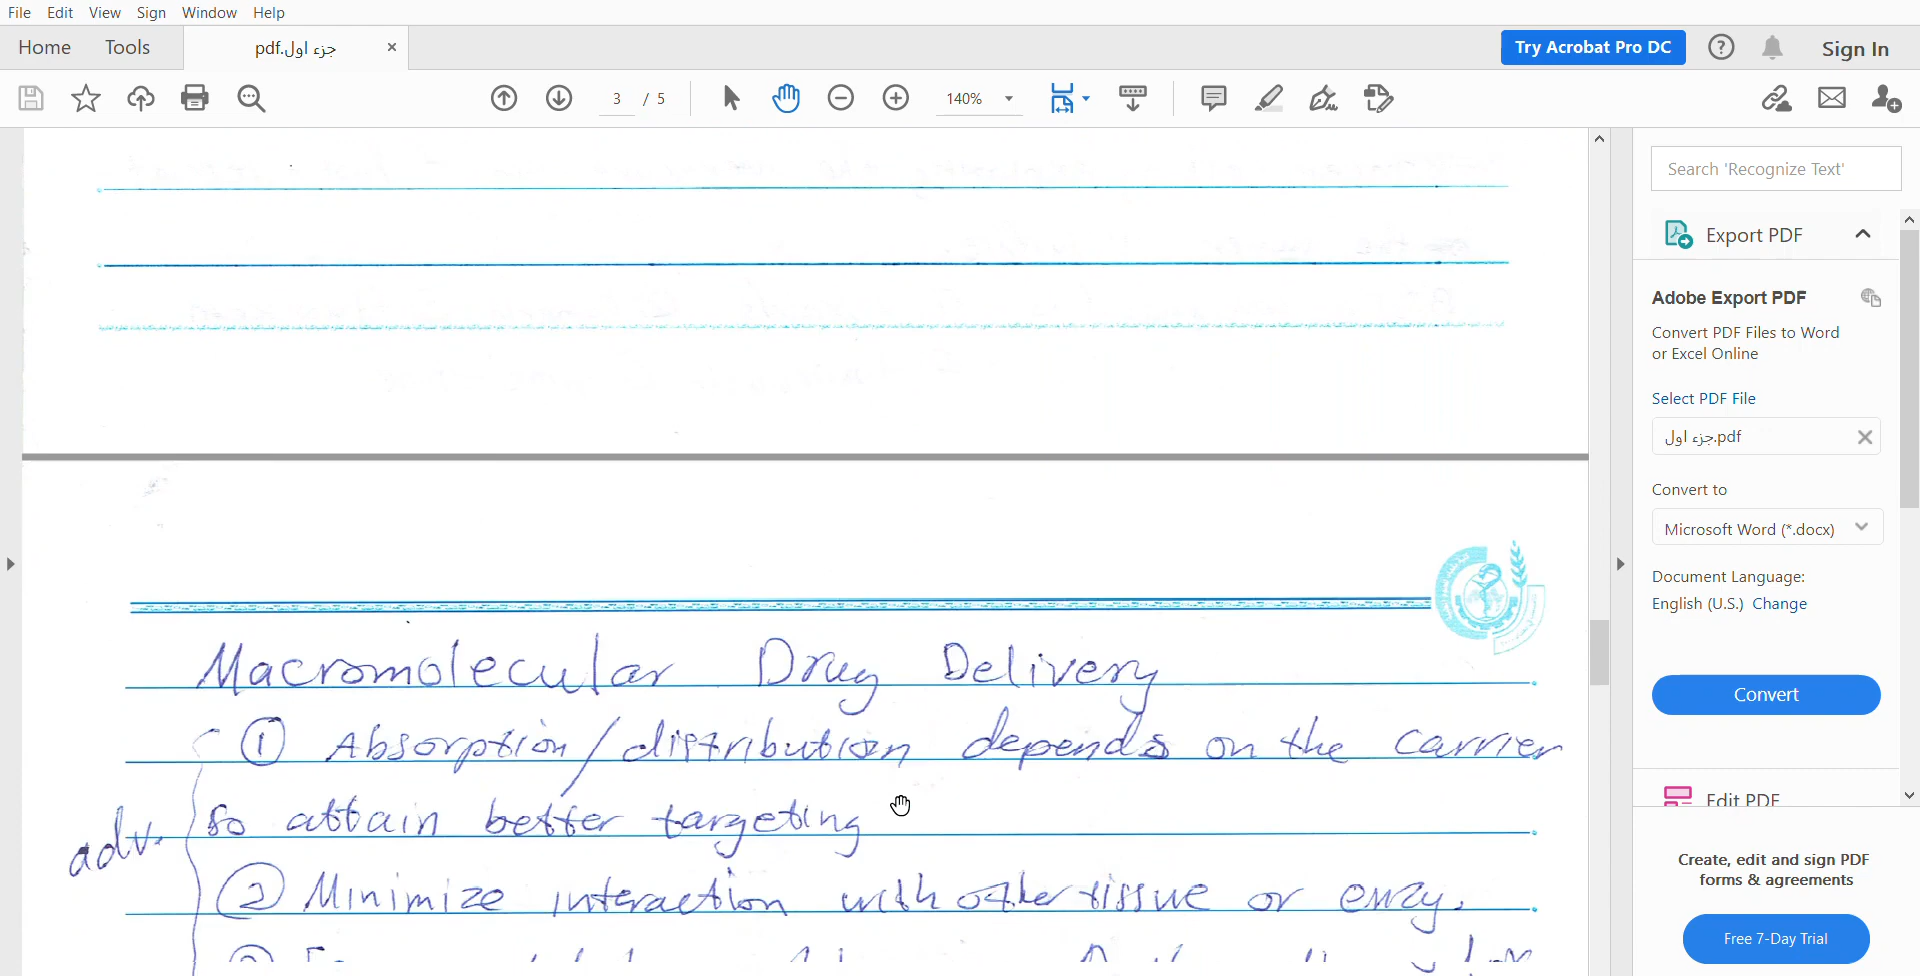 File Edit View Sign Window Help
Home Tools جزء اول.pdf × Try Acrobat Pro DC ? Sign In
3 / 5 140%
Macromolecular Drug Delivery
① Absorption/distribution depends on the carrier
so attain better targeting
adv.
② Minimize interaction with other tissue or enzy.
Search 'Recognize Text'
Export PDF
Adobe Export PDF
Convert PDF Files to Word
or Excel Online
Select PDF File
جزء اول.pdf
Convert to
Microsoft Word (*.docx)
Document Language:
English (U.S.) Change
Convert
Edit PDF
Create, edit and sign PDF
forms & agreements
Free 7-Day Trial